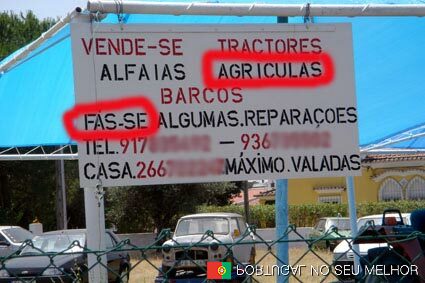 VENDE-SE TRACTORES
ALFAIAS AGRICULAS
BARCOS
FÁS-SE ALGUMAS.REPARAÇOES
TEL.917 — 936
CASA.266 MÁXIMO.VALADAS
PORTUGAL NO SEU MELHOR